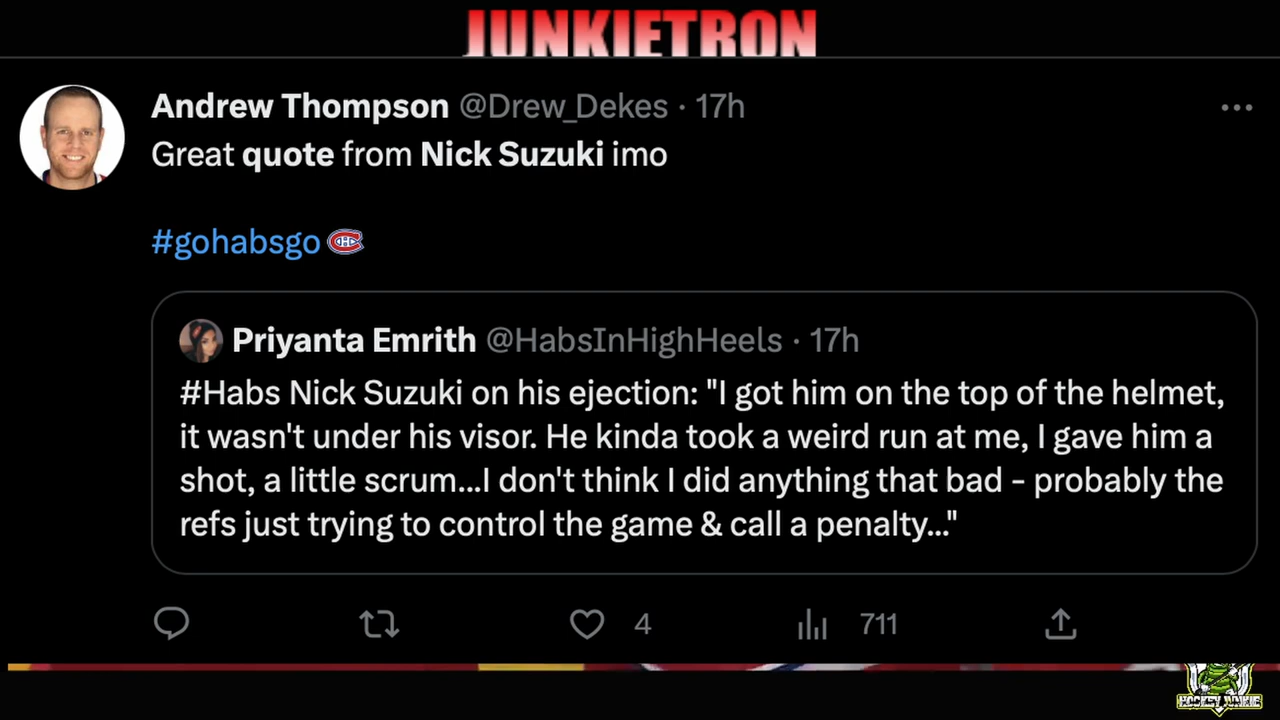 JUNKIETRON
Andrew Thompson @Drew_Dekes · 17h
Great quote from Nick Suzuki imo
#gohabsgo
Priyanta Emrith @HabsInHighHeels · 17h
#Habs Nick Suzuki on his ejection: "I got him on the top of the helmet,
it wasn't under his visor. He kinda took a weird run at me, I gave him a
shot, a little scrum...I don't think I did anything that bad - probably the
refs just trying to control the game & call a penalty..."
4 711
HOCKEY JUNKIE